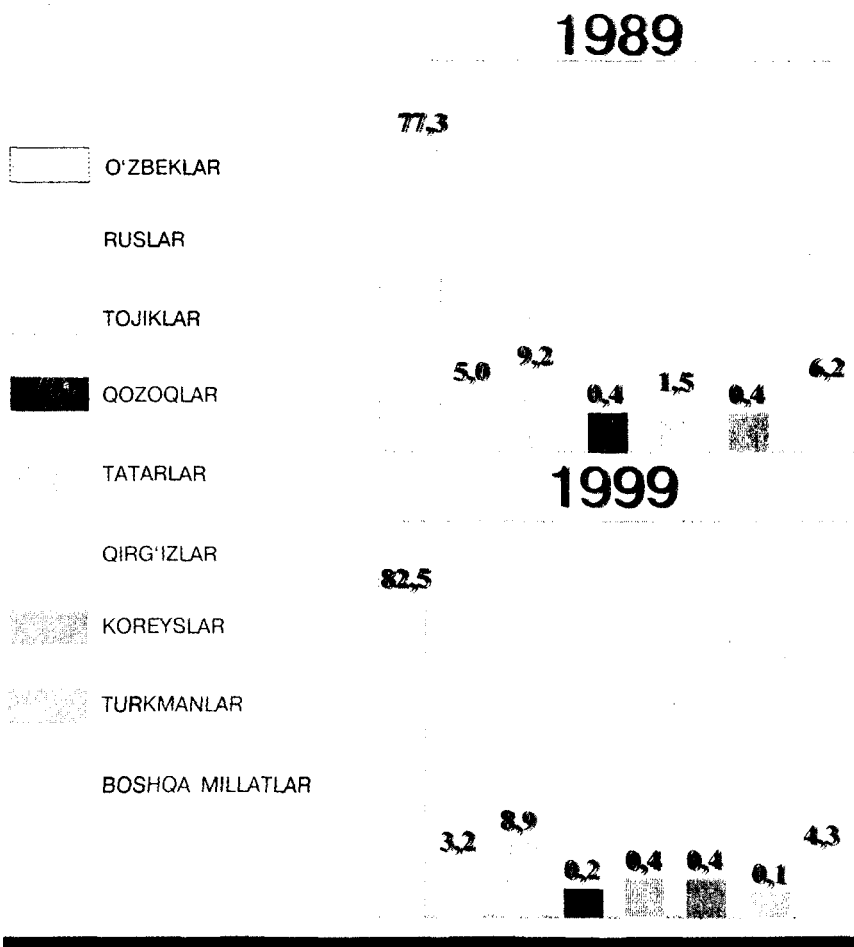 1989
77,3
O'ZBEKLAR
RUSLAR
TOJIKLAR
5,0 9,2 0,4 1,5 0,4 6,2
QOZOQLAR
TATARLAR
1999
QIRG'IZLAR
82,5
KOREYSLAR
TURKMANLAR
BOSHQA MILLATLAR
3,2 8,9 0,2 0,4 0,4 0,1 4,3